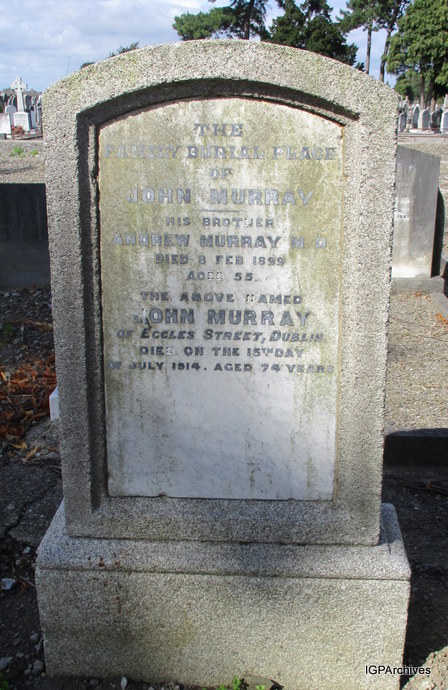 THE
FAMILY BURIAL PLACE
OF
JOHN MURRAY
HIS BROTHER
ANDREW MURRAY M.D.
DIED 8 FEB 1899
AGED 55.
THE ABOVE NAMED
JOHN MURRAY
OF ECCLES STREET, DUBLIN
DIED ON THE 15TH DAY
OF JULY 1914. AGED 74 YEARS
IGPArchives